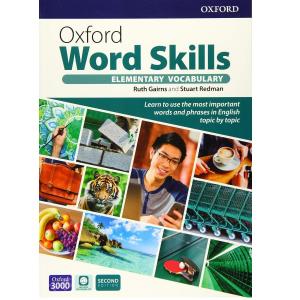 OXFORD
Oxford
Word Skills
ELEMENTARY VOCABULARY
Ruth Gairns and Stuart Redman
Learn to use the most important
words and phrases in English
topic by topic
Oxford
3000
SECOND
EDITION